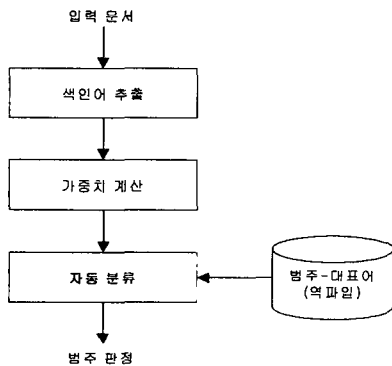 입력 문서
색인어 추출
가중치 계산
자동 분류
범주-대표어
(역파일)
범주 판정